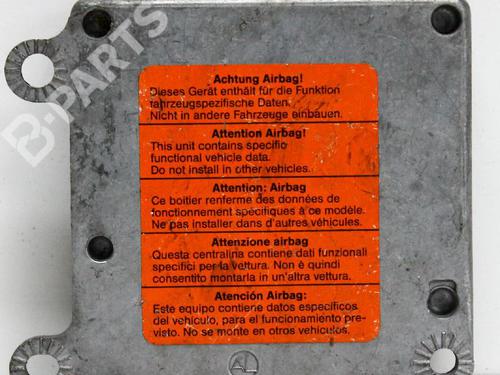 B-PARTS
Achtung Airbag!
Dieses Gerät enthält für die Funktion
fahrzeugspezifische Daten.
Nicht in andere Fahrzeuge einbauen.
Attention Airbag!
This unit contains specific
functional vehicle data.
Do not install in other vehicles.
Attention: Airbag
Ce boitier renferme des données de
fonctionnement spécifiques à ce modèle.
Ne pas installer dans d'autres véhicules.
Attenzione airbag
Questa centralina contiene dati funzionali
specifici per la vettura. Non è quindi
consentito montarla in un'altra vettura.
Atención Airbag:
Este equipo contiene datos específicos
del vehículo, para el funcionamiento pre-
visto. No se monte en otros vehículos.
AL